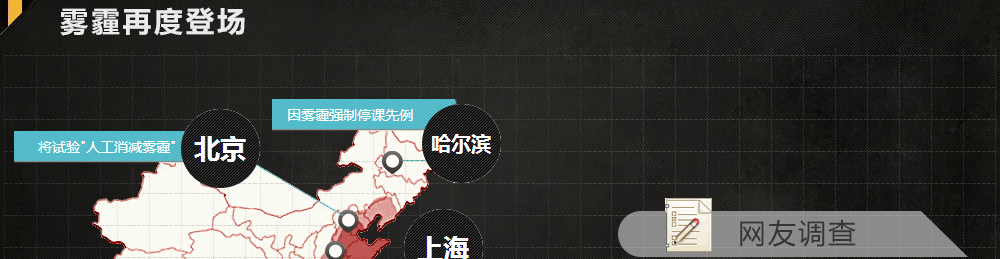 雾霾再度登场
因雾霾强制停课先例
哈尔滨
将试验"人工消减雾霾"
北京
上海
网友调查